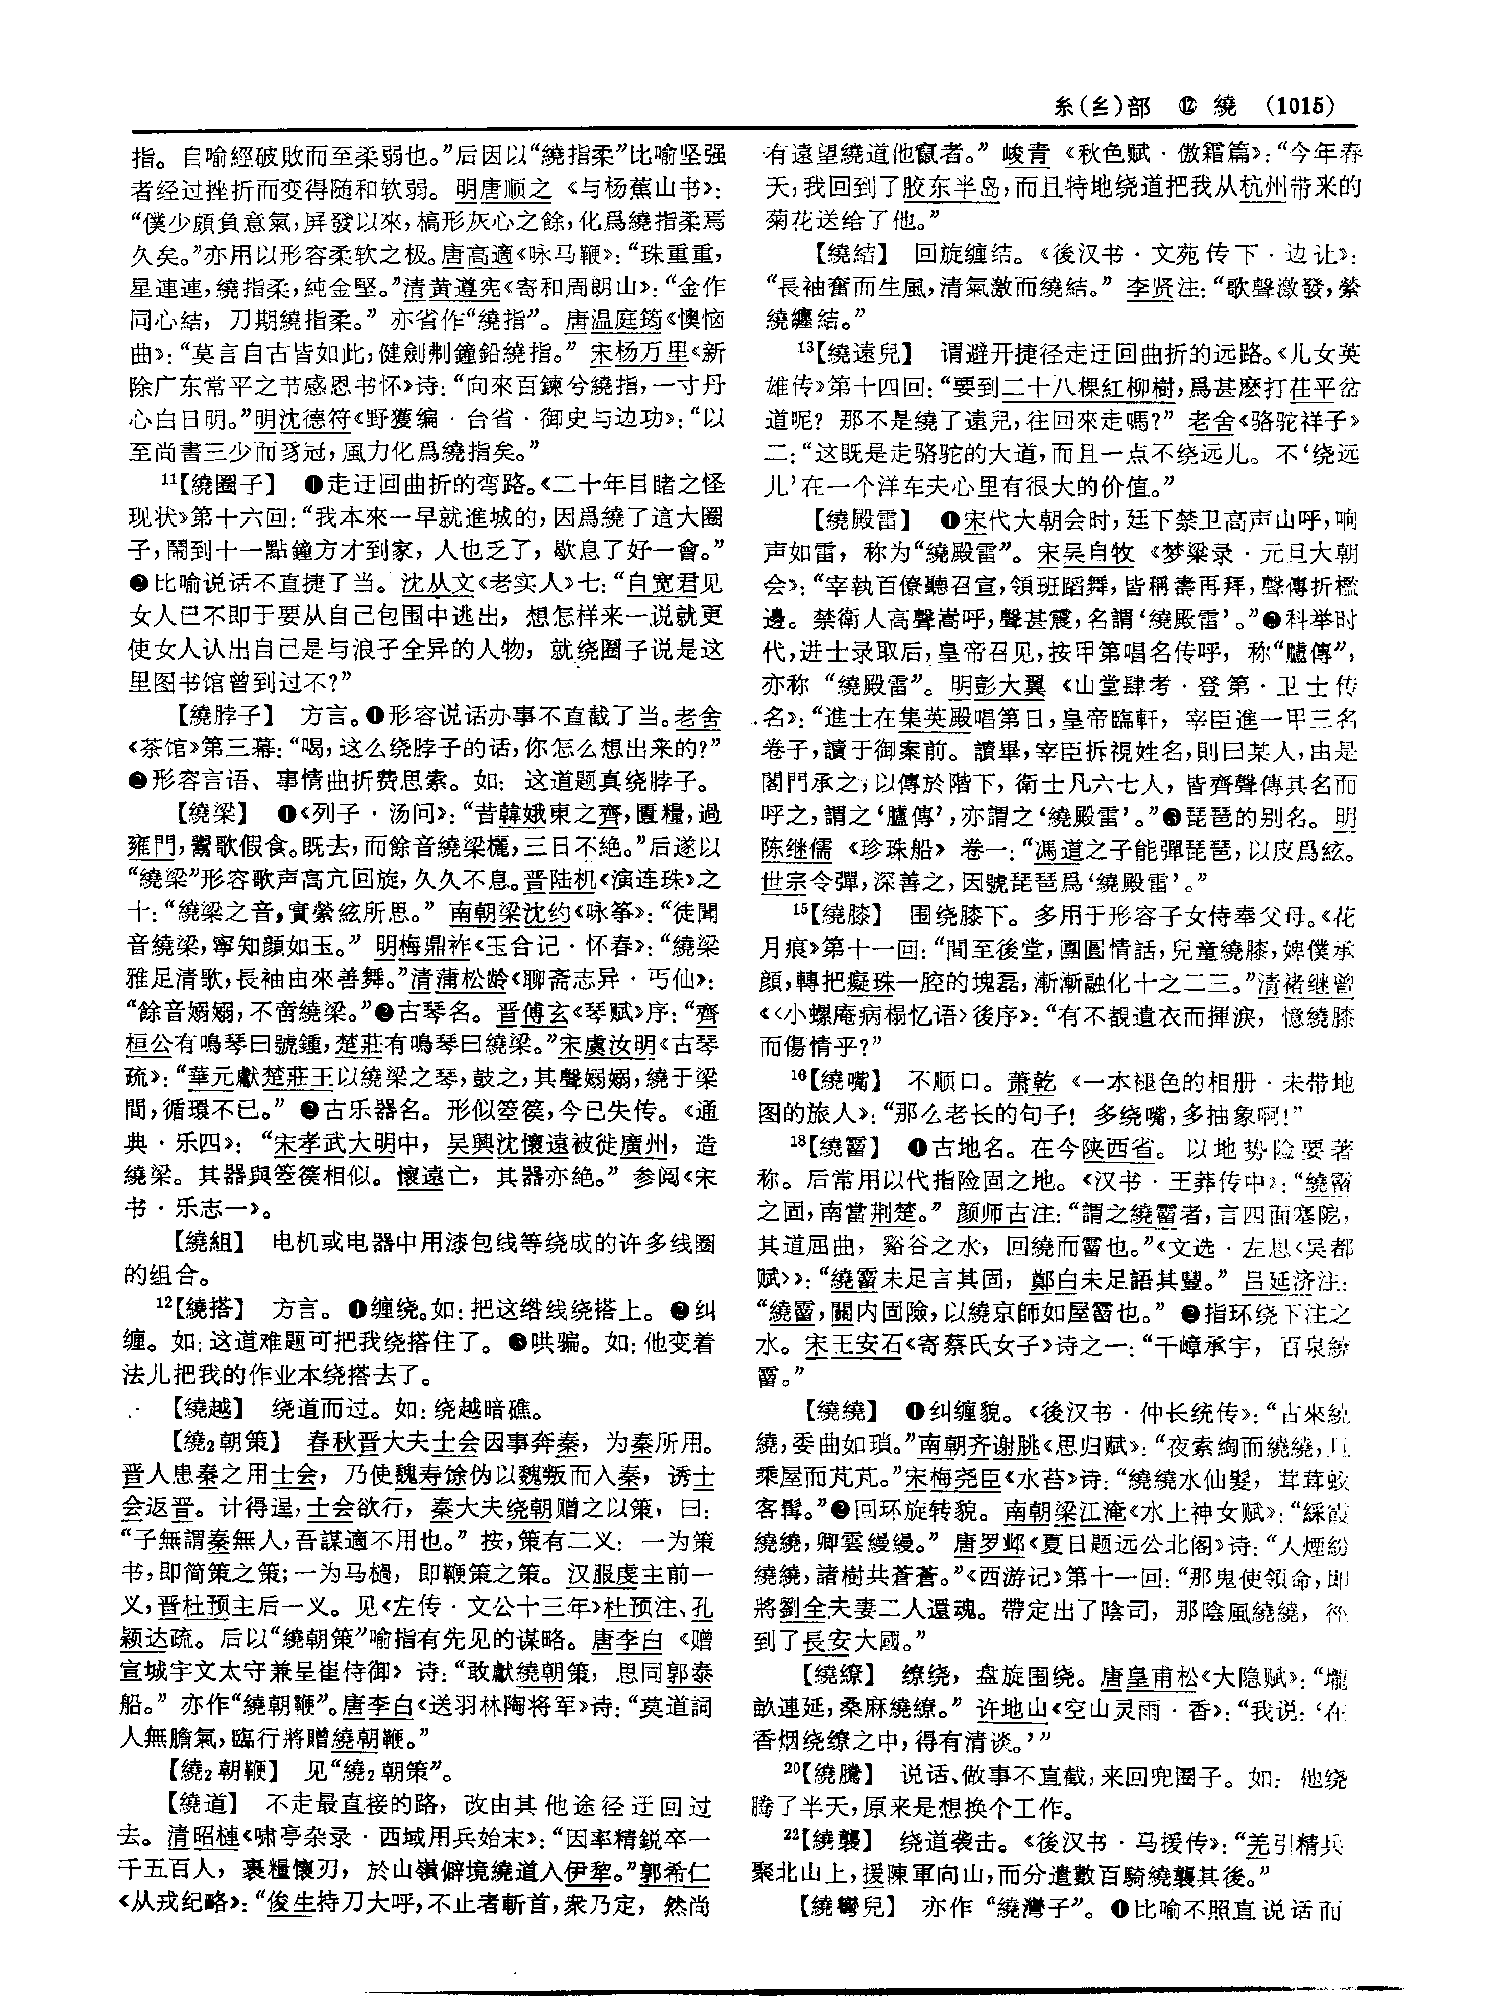 糸(纟)部 ⑫ 繞 (1015)
指。自喻經破敗而至柔弱也。”后因以“繞指柔”比喻坚强
者经过挫折而变得随和软弱。明唐顺之《与杨蕉山书》：
“僕少頗負意氣，屏發以來，槁形灰心之餘，化爲繞指柔焉
久矣。”亦用以形容柔软之极。唐高適《咏马鞭》：“珠重重，
星連連，繞指柔，純金堅。”清黄遵宪《寄和周朗山》：“金作
同心结，刀期繞指柔。”亦省作“繞指”。唐温庭筠《懊恼
曲》：“莫言自古皆如此，健劍刜鐘鉛繞指。”宋杨万里《新
除广东常平之节感恩书怀》诗：“向來百鍊兮繞指，一寸丹
心白日明。”明沈德符《野獲编·台省·御史与边功》：“以
至尚書三少而豸冠，風力化爲繞指矣。”
11【繞圈子】 ❶走迂回曲折的弯路。《二十年目睹之怪
现状》第十六回：“我本來一早就進城的，因爲繞了這大圈
子，鬧到十一點鐘方才到家，人也乏了，歇息了好一會。”
❷比喻说话不直捷了当。沈从文《老实人》七：“自宽君见
女人已不即于要从自己包围中逃出，想怎样来一说就更
使女人认出自己是与浪子全异的人物，就绕圈子说是这
里图书馆曾到过不？”
【繞脖子】 方言。❶形容说话办事不直截了当。老舍
《茶馆》第三幕：“喝，这么绕脖子的话，你怎么想出来的？”
❷形容言语、事情曲折费思索。如：这道题真绕脖子。
【繞梁】 ❶《列子·汤问》：“昔韓娥東之齊，匱糧，過
雍門，鬻歌假食。既去，而餘音繞梁欐，三日不絶。”后遂以
“繞梁”形容歌声高亢回旋，久久不息。晋陆机《演连珠》之
十：“繞梁之音，實縈絃所思。”南朝梁沈约《咏筝》：“徒聞
音繞梁，寧知顔如玉。”明梅鼎祚《玉合记·怀春》：“繞梁
雅足清歌，長袖由來善舞。”清蒲松龄《聊斋志异·丐仙》：
“餘音嫋嫋，不啻繞梁。”❷古琴名。晋傅玄《琴赋》序：“齊
桓公有鳴琴曰號鍾，楚莊有鳴琴曰繞梁。”宋虞汝明《古琴
疏》：“華元獻楚莊王以繞梁之琴，鼓之，其聲嫋嫋，繞于梁
間，循環不已。”❷古乐器名。形似箜篌，今已失传。《通
典·乐四》：“宋孝武大明中，吴興沈懷遠被徙廣州，造
繞梁。其器與箜篌相似。懷遠亡，其器亦絶。”参阅《宋
书·乐志一》。
【繞組】 电机或电器中用漆包线等绕成的许多线圈
的组合。
12【繞搭】 方言。❶缠绕。如：把这绺线绕搭上。❷纠
缠。如：这道难题可把我绕搭住了。❸哄骗。如：他变着
法儿把我的作业本绕搭去了。
【繞越】 绕道而过。如：绕越暗礁。
【繞2朝策】 春秋晋大夫士会因事奔秦，为秦所用。
晋人患秦之用士会，乃使魏寿馀伪以魏叛而入秦，诱士
会返晋。计得逞，士会欲行，秦大夫绕朝赠之以策，曰：
“子無謂秦無人，吾謀適不用也。”按，策有二义：一为策
书，即简策之策；一为马檛，即鞭策之策。汉服虔主前一
义，晋杜预主后一义。见《左传·文公十三年》杜预注、孔
颖达疏。后以“繞朝策”喻指有先见的谋略。唐李白《赠
宣城宇文太守兼呈崔侍御》诗：“敢獻繞朝策，思同郭泰
船。”亦作“繞朝鞭”。唐李白《送羽林陶将军》诗：“莫道詞
人無膽氣，臨行將贈繞朝鞭。”
【繞2朝鞭】 见“繞2朝策”。
【繞道】 不走最直接的路，改由其他途径迂回过
去。清昭槤《啸亭杂录·西域用兵始末》：“因率精鋭卒一
千五百人，裹糧懷刃，於山嶺僻境繞道入伊犂。”郭希仁
《从戎纪略》：“俊生持刀大呼，不止者斬首，衆乃定，然尚
有遠望繞道他竄者。”峻青《秋色赋·傲霜篇》：“今年春
天，我回到了胶东半岛，而且特地绕道把我从杭州带来的
菊花送给了他。”
【繞結】 回旋缠结。《後汉书·文苑传下·边让》：
“長袖奮而生風，清氣激而繞結。”李贤注：“歌聲激發，縈
繞纏結。”
13【繞遠兒】 谓避开捷径走迂回曲折的远路。《儿女英
雄传》第十四回：“要到二十八棵紅柳樹，爲甚麽打茌平岔
道呢？那不是繞了遠兒，往回來走嗎？”老舍《骆驼祥子》
二：“这既是走骆驼的大道，而且一点不绕远儿。不‘绕远
儿’在一个洋车夫心里有很大的价值。”
【繞殿雷】 ❶宋代大朝会时，廷下禁卫高声山呼，响
声如雷，称为“繞殿雷”。宋吴自牧《梦粱录·元旦大朝
会》：“宰執百僚聽召宣，領班蹈舞，皆稱壽再拜，聲傳折檻
邊。禁衛人高聲嵩呼，聲甚震，名謂‘繞殿雷’。”❷科举时
代，进士录取后，皇帝召见，按甲第唱名传呼，称“臚傳”，
亦称“繞殿雷”。明彭大翼《山堂肆考·登第·卫士传
名》：“進士在集英殿唱第日，皇帝臨軒，宰臣進一甲三名
卷子，讀于御案前。讀畢，宰臣拆視姓名，則曰某人，由是
閣門承之，以傳於階下，衛士凡六七人，皆齊聲傳其名而
呼之，謂之‘臚傳’，亦謂之‘繞殿雷’。”❸琵琶的别名。明
陈继儒《珍珠船》卷一：“馮道之子能彈琵琶，以皮爲絃。
世宗令彈，深善之，因號琵琶爲‘繞殿雷’。”
15【繞膝】 围绕膝下。多用于形容子女侍奉父母。《花
月痕》第十一回：“間至後堂，團圓情話，兒童繞膝，婢僕承
顔，轉把癡珠一腔的塊磊，漸漸融化十之二三。”清褚继曾
《〈小螺庵病榻忆语〉後序》：“有不覩遺衣而揮淚，憶繞膝
而傷情乎？”
16【繞嘴】 不顺口。萧乾《一本褪色的相册·未带地
图的旅人》：“那么老长的句子！多绕嘴，多抽象啊！”
18【繞霤】 ❶古地名。在今陕西省。以地势险要著
称。后常用以代指险固之地。《汉书·王莽传中》：“繞霤
之固，南當荆楚。”颜师古注：“謂之繞霤者，言四面塞阸，
其道屈曲，谿谷之水，回繞而霤也。”《文选·左思〈吴都
赋〉》：“繞霤未足言其固，鄭白未足語其豐。”吕延济注：
“繞霤，關内固險，以繞京師如屋霤也。”❷指环绕下注之
水。宋王安石《寄蔡氏女子》诗之一：“千嶂承宇，百泉繞
霤。”
【繞繞】 ❶纠缠貌。《後汉书·仲长统传》：“古來繞
繞，委曲如瑣。”南朝齐谢朓《思归赋》：“夜索綯而繞繞，且
乘屋而芃芃。”宋梅尧臣《水苔》诗：“繞繞水仙髮，茸茸蛟
客髯。”❷回环旋转貌。南朝梁江淹《水上神女赋》：“綵霞
繞繞，卿雲縵縵。”唐罗邺《夏日题远公北阁》诗：“人煙紛
繞繞，諸樹共蒼蒼。”《西游记》第十一回：“那鬼使領命，即
將劉全夫妻二人還魂。帶定出了陰司，那陰風繞繞，徑
到了長安大國。”
【繞繚】 缭绕，盘旋围绕。唐皇甫松《大隐赋》：“壠
畝連延，桑麻繞繚。”许地山《空山灵雨·香》：“我说：‘在
香烟绕缭之中，得有清谈。’”
20【繞騰】 说话、做事不直截，来回兜圈子。如：他绕
腾了半天，原来是想换个工作。
22【繞襲】 绕道袭击。《後汉书·马援传》：“羌引精兵
聚北山上，援陳軍向山，而分遣數百騎繞襲其後。”
【繞彎兒】 亦作“繞灣子”。❶比喻不照直说话而